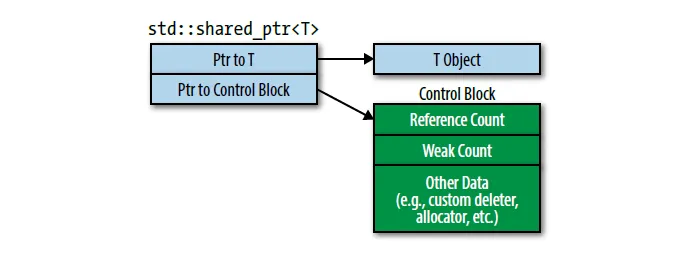 std::shared_ptr<T>
Ptr to T
T Object
Ptr to Control Block
Control Block
Reference Count
Weak Count
Other Data
(e.g., custom deleter,
allocator, etc.)